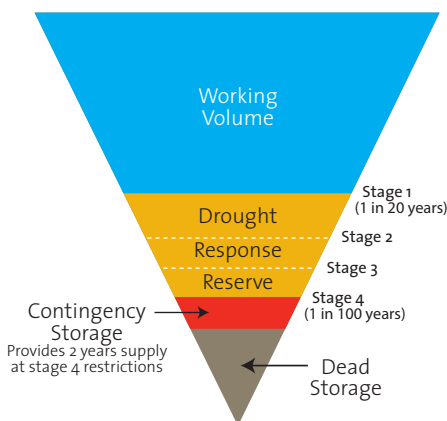 Working
Volume
Stage 1
(1 in 20 years)
Drought
Stage 2
Response
Stage 3
Reserve
Stage 4
(1 in 100 years)
Contingency
Storage
Provides 2 years supply
at stage 4 restrictions
Dead
Storage